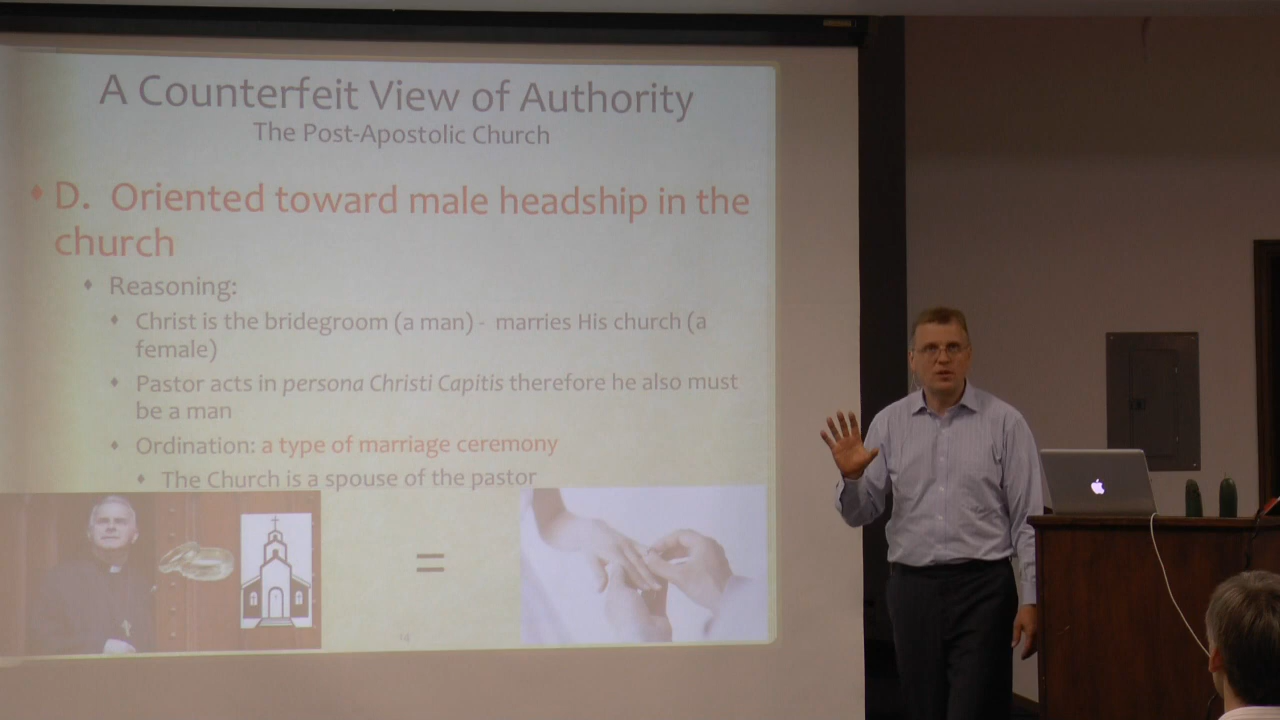 A Counterfeit View of Authority
The Post-Apostolic Church
D. Oriented toward male headship in the
church
Reasoning:
Christ is the bridegroom (a man) - marries His church (a
female)
Pastor acts in persona Christi Capitis therefore he also must
be a man
Ordination: a type of marriage ceremony
The Church is a spouse of the pastor
=
14